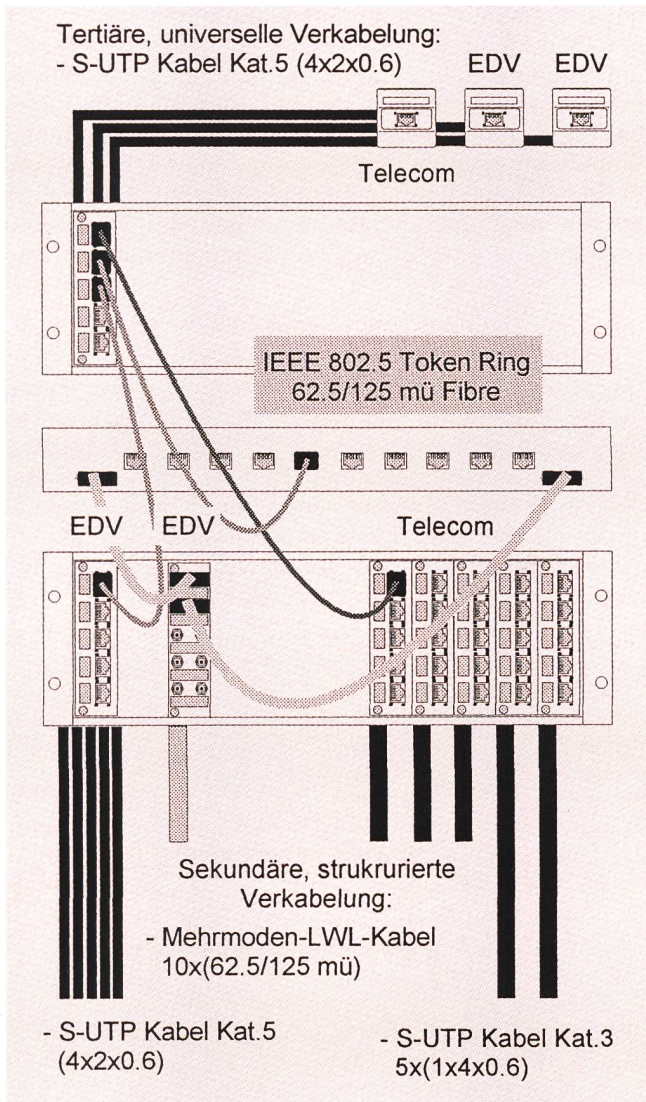 Tertiäre, universelle Verkabelung:
- S-UTP Kabel Kat.5 (4x2x0.6)
EDV
EDV
Telecom
IEEE 802.5 Token Ring
62.5/125 mü Fibre
EDV
EDV
Telecom
Sekundäre, strukrurierte
Verkabelung:
- Mehrmoden-LWL-Kabel
10x(62.5/125 mü)
- S-UTP Kabel Kat.5
(4x2x0.6)
- S-UTP Kabel Kat.3
5x(1x4x0.6)